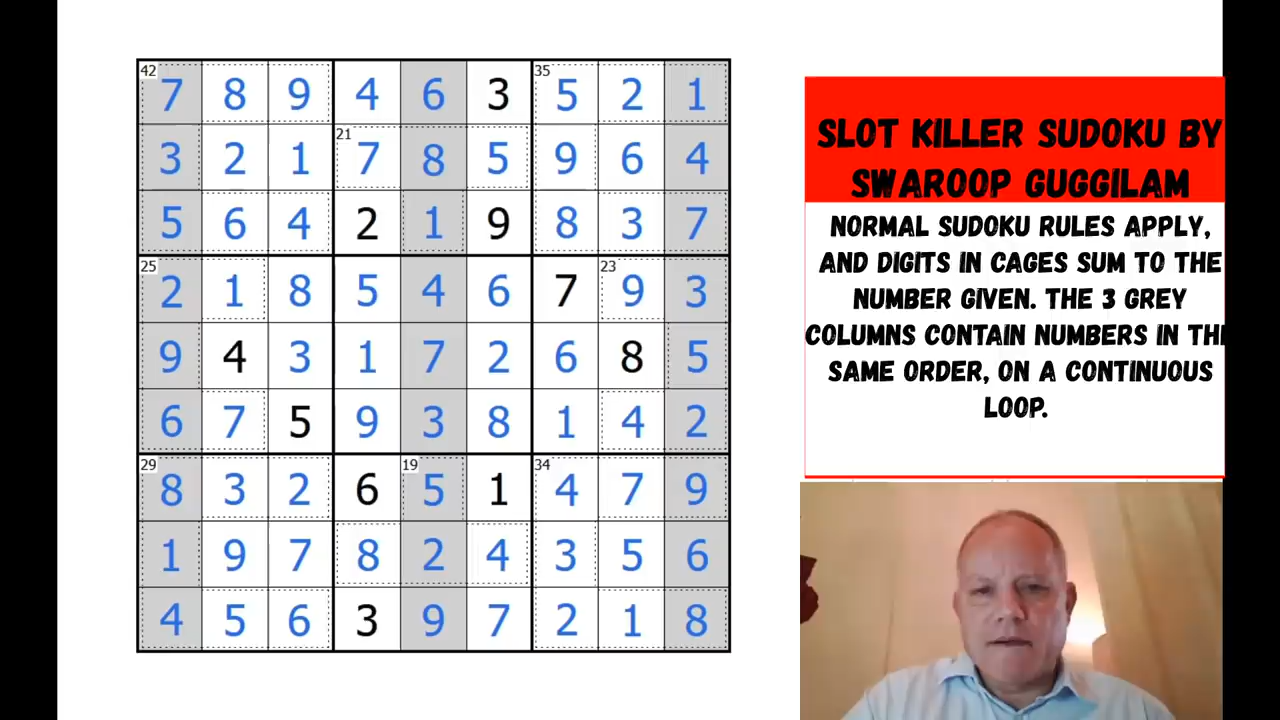 42 35
7 8 9 4 6 3 5 2 1
21
3 2 1 7 8 5 9 6 4
5 6 4 2 1 9 8 3 7
25 23
2 1 8 5 4 6 7 9 3
9 4 3 1 7 2 6 8 5
6 7 5 9 3 8 1 4 2
29 19 34
8 3 2 6 5 1 4 7 9
1 9 7 8 2 4 3 5 6
4 5 6 3 9 7 2 1 8
SLOT KILLER SUDOKU BY
SWAROOP GUGGILAM
NORMAL SUDOKU RULES APPLY,
AND DIGITS IN CAGES SUM TO THE
NUMBER GIVEN. THE 3 GREY
COLUMNS CONTAIN NUMBERS IN THE
SAME ORDER, ON A CONTINUOUS
LOOP.